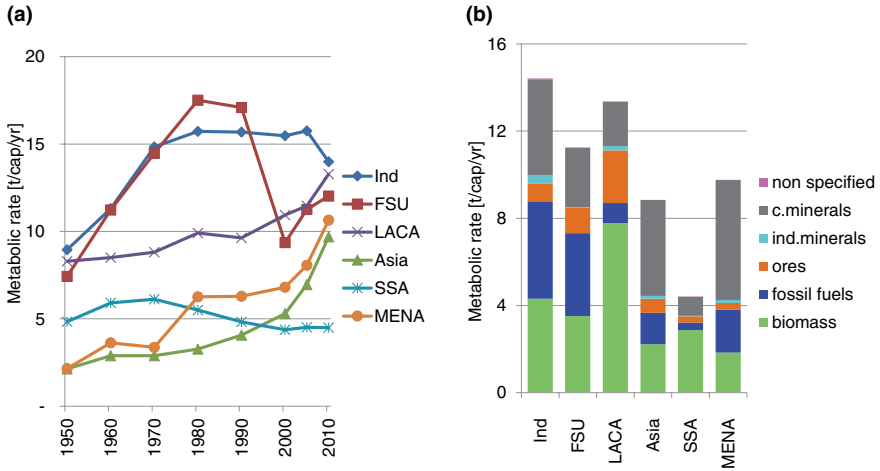 (a)
Metabolic rate [t/cap/yr]
20
15
10
5
-
1950
1960
1970
1980
1990
2000
2010
Ind
FSU
LACA
Asia
SSA
MENA
(b)
Metabolic rate [t/cap/yr]
16
12
8
4
0
Ind
FSU
LACA
Asia
SSA
MENA
non specified
c.minerals
ind.minerals
ores
fossil fuels
biomass